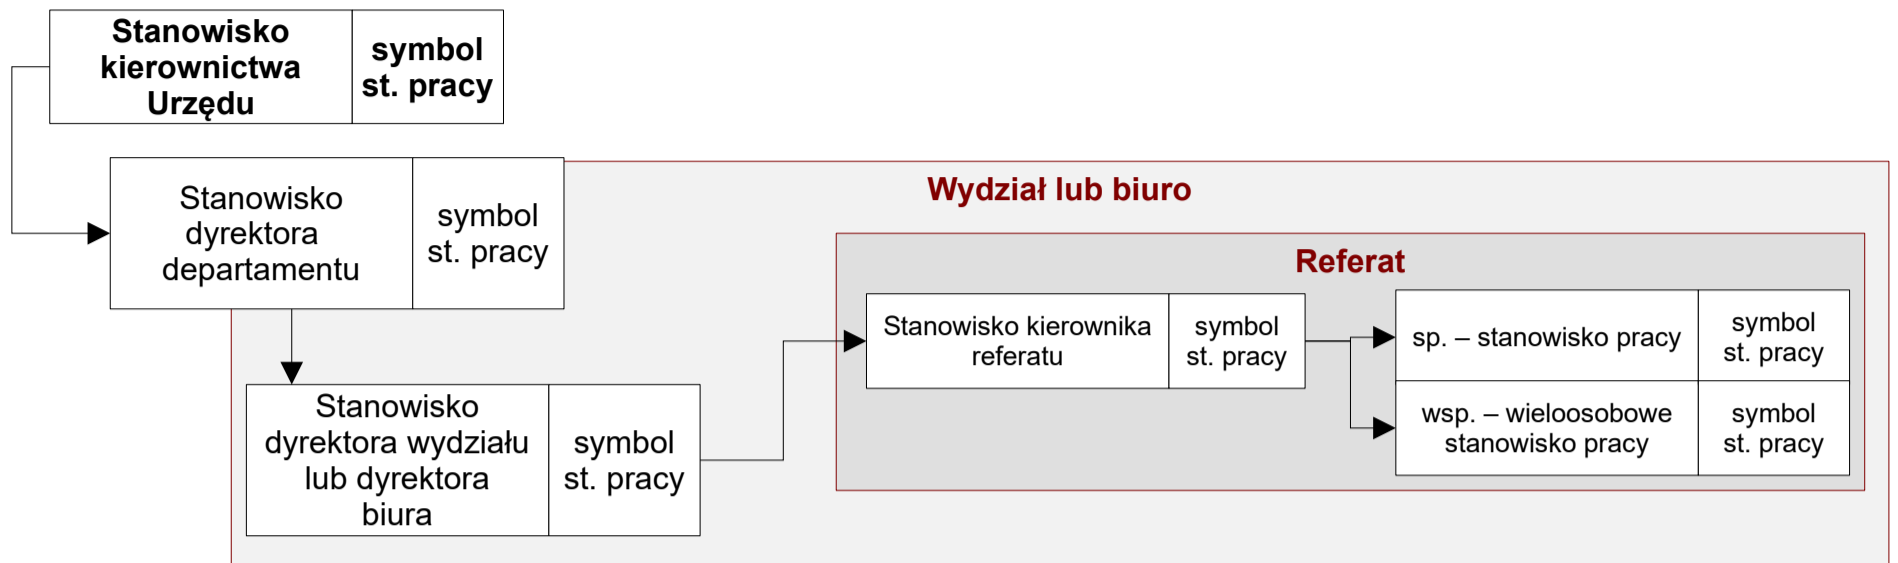 Stanowisko
kierownictwa
Urzędu
symbol
st. pracy
Stanowisko
dyrektora
departamentu
symbol
st. pracy
Wydział lub biuro
Referat
Stanowisko kierownika
referatu
symbol
st. pracy
sp. – stanowisko pracy
symbol
st. pracy
wsp. – wieloosobowe
stanowisko pracy
symbol
st. pracy
Stanowisko
dyrektora wydziału
lub dyrektora
biura
symbol
st. pracy